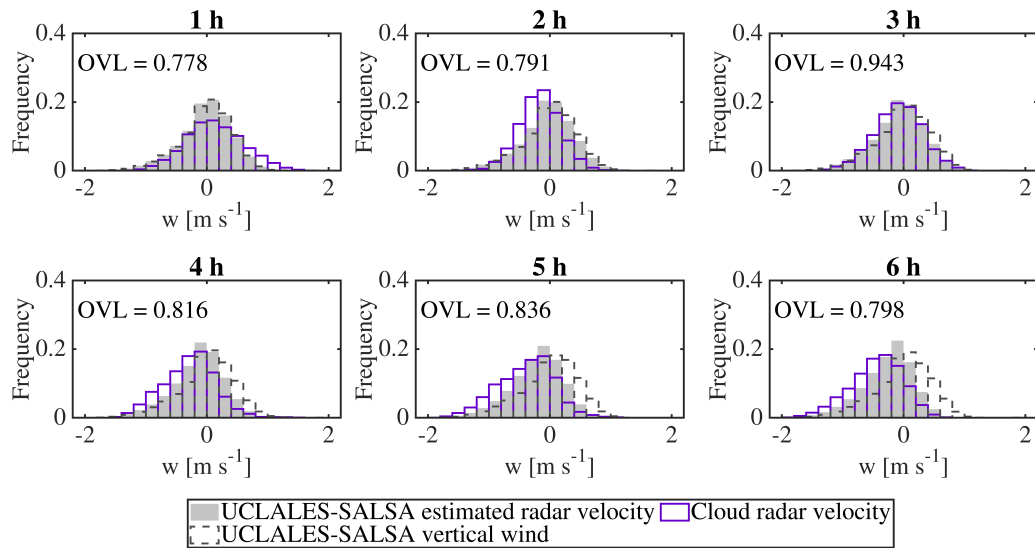 1 h
2 h
3 h
0.4
0.4
0.4
OVL = 0.778
OVL = 0.791
OVL = 0.943
Frequency
Frequency
Frequency
0.2
0.2
0.2
0
0
0
-2 0 2
-2 0 2
-2 0 2
w [m s⁻¹]
w [m s⁻¹]
w [m s⁻¹]
4 h
5 h
6 h
0.4
0.4
0.4
OVL = 0.816
OVL = 0.836
OVL = 0.798
Frequency
Frequency
Frequency
0.2
0.2
0.2
0
0
0
-2 0 2
-2 0 2
-2 0 2
w [m s⁻¹]
w [m s⁻¹]
w [m s⁻¹]
UCLALES-SALSA estimated radar velocity Cloud radar velocity
UCLALES-SALSA vertical wind